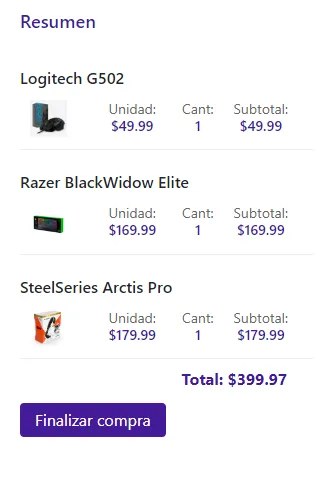 Resumen
Logitech G502
Unidad: Cant: Subtotal:
$49.99 1 $49.99
Razer BlackWidow Elite
Unidad: Cant: Subtotal:
$169.99 1 $169.99
SteelSeries Arctis Pro
Unidad: Cant: Subtotal:
$179.99 1 $179.99
Total: $399.97
Finalizar compra